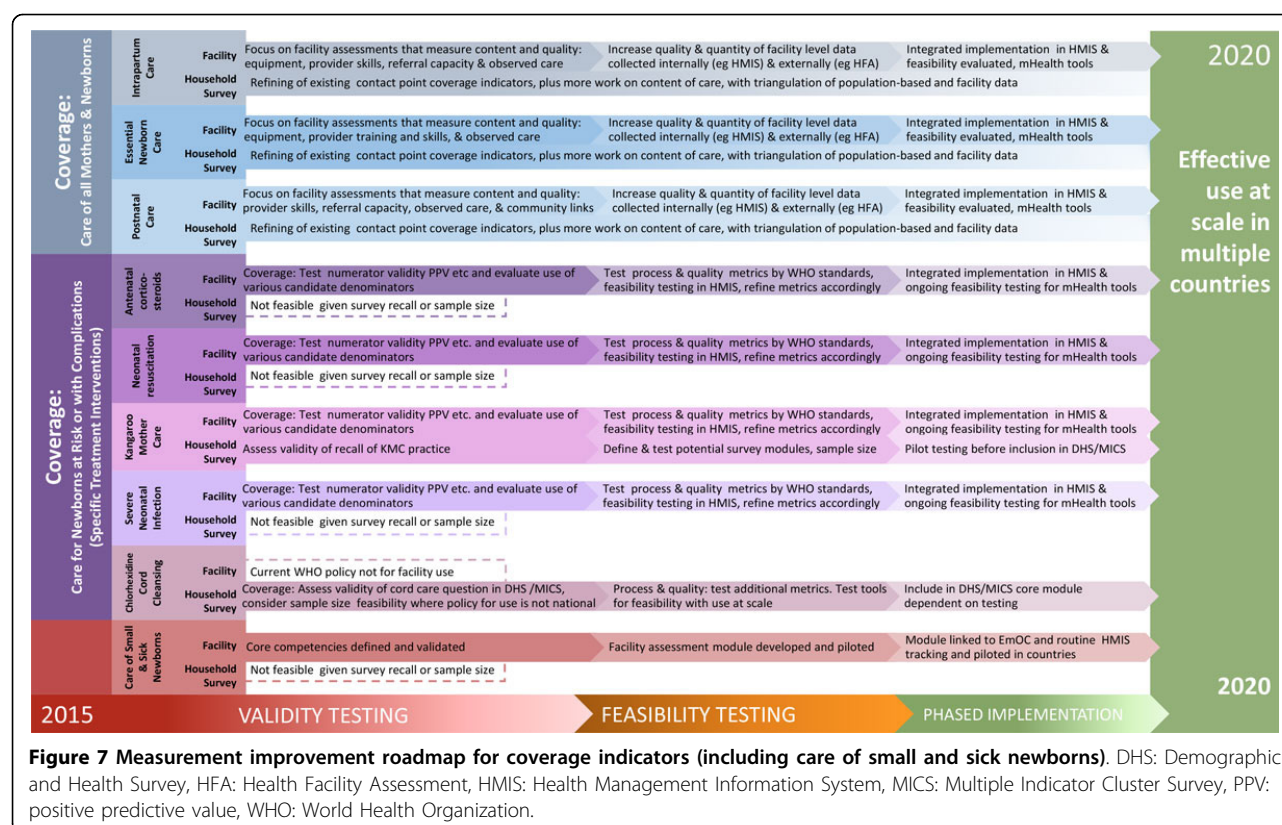 Coverage:
Care of all Mothers & Newborns
Intrapartum
Care
Facility
Focus on facility assessments that measure content and quality:
equipment, provider skills, referral capacity & observed care
Increase quality & quantity of facility level data
collected internally (eg HMIS) & externally (eg HFA)
Integrated implementation in HMIS &
feasibility evaluated, mHealth tools
Household
Survey
Refining of existing contact point coverage indicators, plus more work on content of care, with triangulation of population-based and facility data
Essential
Newborn
Care
Facility
Focus on facility assessments that measure content and quality:
equipment, provider training and skills, & observed care
Increase quality & quantity of facility level data
collected internally (eg HMIS) & externally (eg HFA)
Integrated implementation in HMIS &
feasibility evaluated, mHealth tools
Household
Survey
Refining of existing contact point coverage indicators, plus more work on content of care, with triangulation of population-based and facility data
Postnatal
Care
Facility
Focus on facility assessments that measure content and quality:
provider skills, referral capacity, observed care, & community links
Increase quality & quantity of facility level data
collected internally (eg HMIS) & externally (eg HFA)
Integrated implementation in HMIS &
feasibility evaluated, mHealth tools
Household
Survey
Refining of existing contact point coverage indicators, plus more work on content of care, with triangulation of population-based and facility data
Coverage:
Care for Newborns at Risk or with Complications
(Specific Treatment Interventions)
Antenatal
cortico-
steroids
Facility
Coverage: Test numerator validity PPV etc and evaluate use of
various candidate denominators
Test process & quality metrics by WHO standards,
feasibility testing in HMIS, refine metrics accordingly
Integrated implementation in HMIS &
ongoing feasibility testing for mHealth tools
Household
Survey
Not feasible given survey recall or sample size
Neonatal
resuscitation
Facility
Coverage: Test numerator validity PPV etc. and evaluate use of
various candidate denominators
Test process & quality metrics by WHO standards,
feasibility testing in HMIS, refine metrics accordingly
Integrated implementation in HMIS &
ongoing feasibility testing for mHealth tools
Household
Survey
Not feasible given survey recall or sample size
Kangaroo
Mother
Care
Facility
Coverage: Test numerator validity PPV etc. and evaluate use of
various candidate denominators
Test process & quality metrics by WHO standards,
feasibility testing in HMIS, refine metrics accordingly
Integrated implementation in HMIS &
ongoing feasibility testing for mHealth tools
Household
Survey
Assess validity of recall of KMC practice
Define & test potential survey modules, sample size
Pilot testing before inclusion in DHS/MICS
Severe
Neonatal
Infection
Facility
Coverage: Test numerator validity PPV etc. and evaluate use of
various candidate denominators
Test process & quality metrics by WHO standards,
feasibility testing in HMIS, refine metrics accordingly
Integrated implementation in HMIS &
ongoing feasibility testing for mHealth tools
Household
Survey
Not feasible given survey recall or sample size
Chlorhexidine
Cord
Cleansing
Facility
Current WHO policy not for facility use
Household
Survey
Coverage: Assess validity of cord care question in DHS /MICS,
consider sample size feasibility where policy for use is not national
Process & quality: test additional metrics. Test tools
for feasibility with use at scale
Include in DHS/MICS core module
dependent on testing
Care of Small
& Sick
Newborns
Facility
Core competencies defined and validated
Facility assessment module developed and piloted
Module linked to EmOC and routine HMIS
tracking and piloted in countries
Household
Survey
Not feasible given survey recall or sample size
2020
Effective
use at
scale in
multiple
countries
2020
2015
VALIDITY TESTING
FEASIBILITY TESTING
PHASED IMPLEMENTATION
Figure 7 Measurement improvement roadmap for coverage indicators (including care of small and sick newborns). DHS: Demographic
and Health Survey, HFA: Health Facility Assessment, HMIS: Health Management Information System, MICS: Multiple Indicator Cluster Survey, PPV:
positive predictive value, WHO: World Health Organization.